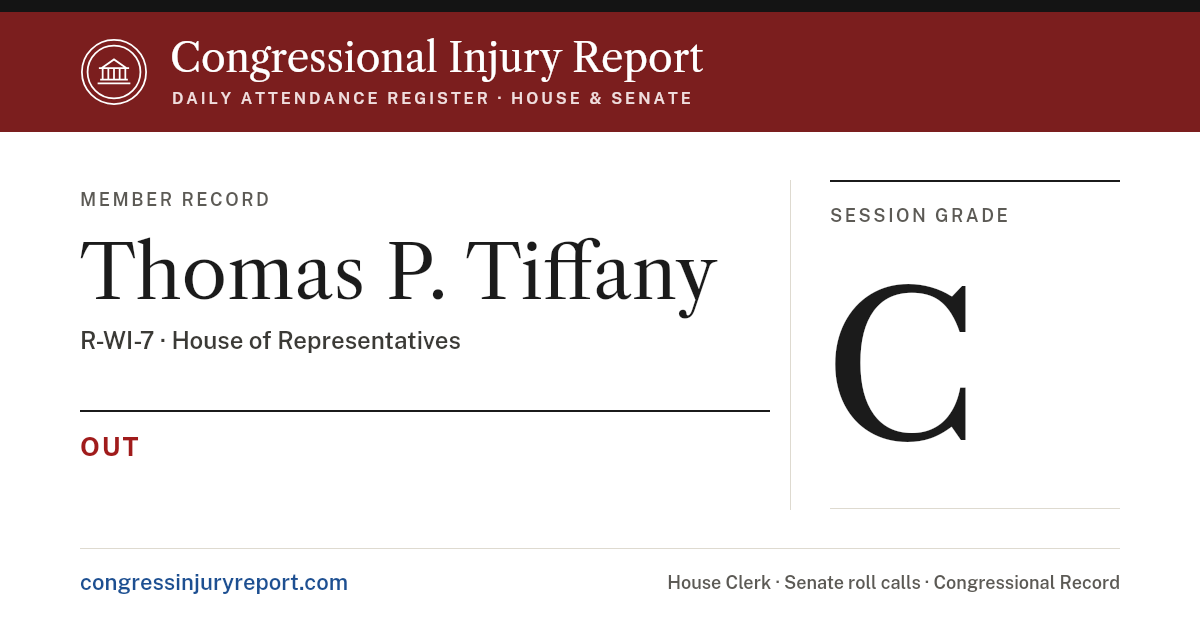 Congressional Injury Report
DAILY ATTENDANCE REGISTER · HOUSE & SENATE
MEMBER RECORD
Thomas P. Tiffany
R-WI-7 · House of Representatives
OUT
SESSION GRADE
C
congressinjuryreport.com
House Clerk · Senate roll calls · Congressional Record